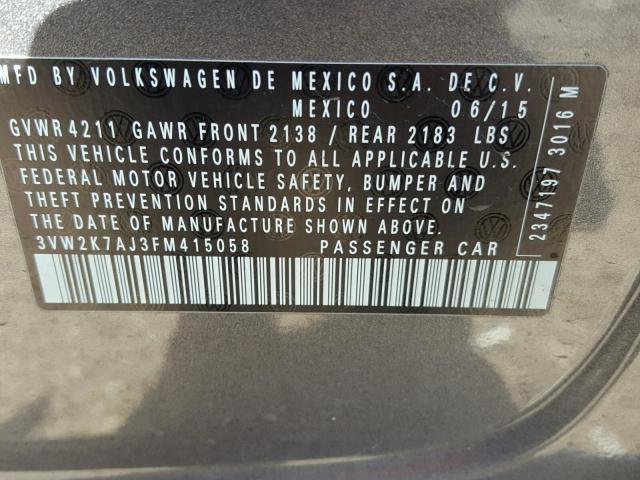 MFD BY VOLKSWAGEN DE MEXICO S.A. DE C.V.
MEXICO 06/15
GVWR 4211 GAWR FRONT 2138 / REAR 2183 LBS
THIS VEHICLE CONFORMS TO ALL APPLICABLE U.S.
FEDERAL MOTOR VEHICLE SAFETY, BUMPER AND
THEFT PREVENTION STANDARDS IN EFFECT ON
THE DATE OF MANUFACTURE SHOWN ABOVE.
3VW2K7AJ3FM415058 PASSENGER CAR
2347197 3016 M